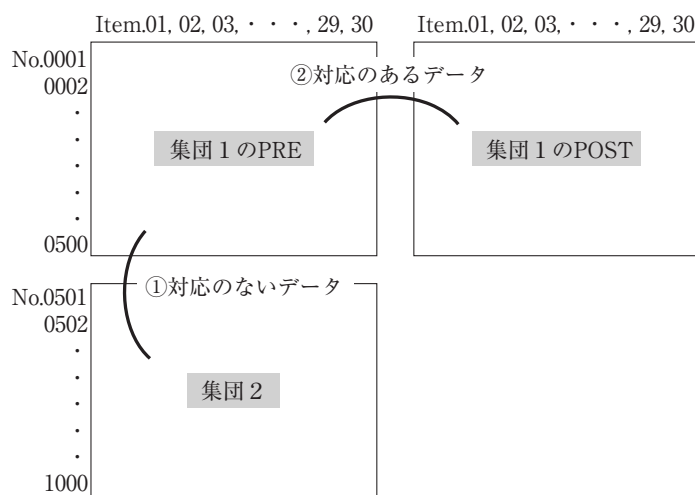 Item.01, 02, 03, ・・・, 29, 30
Item.01, 02, 03, ・・・, 29, 30
No.0001
0002
・
・
・
・
・
0500
②対応のあるデータ
集団1のPRE
集団1のPOST
①対応のないデータ
No.0501
0502
・
・
・
・
・
1000
集団2